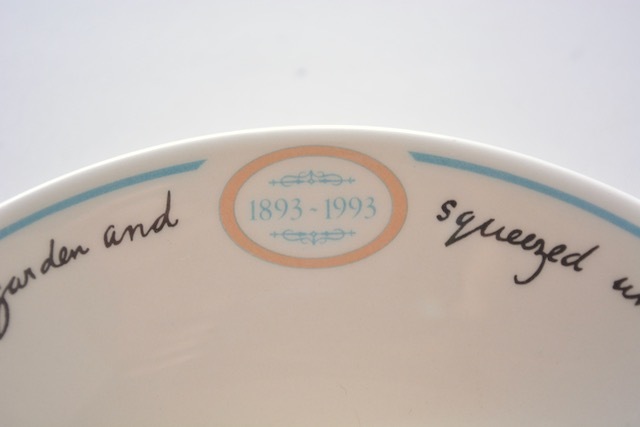 garden and
1893 ~ 1993
squeezed